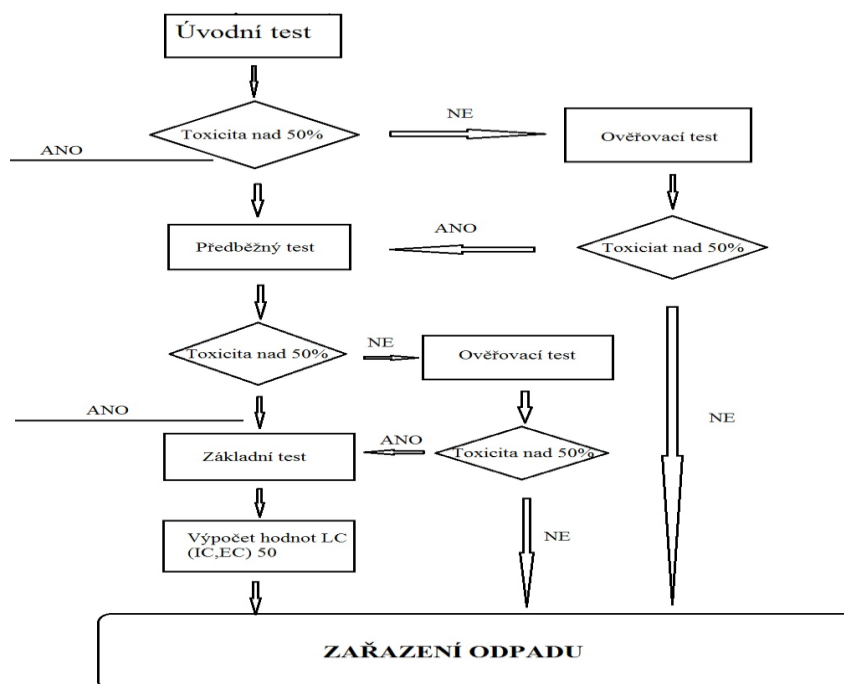 Úvodní test
Toxicita nad 50%
NE
Ověřovací test
ANO
Předběžný test
ANO
Toxiciat nad 50%
Toxicita nad 50%
NE
Ověřovací test
ANO
NE
Základní test
ANO
Toxicita nad 50%
Výpočet hodnot LC
(IC,EC) 50
NE
ZAŘAZENÍ ODPADU